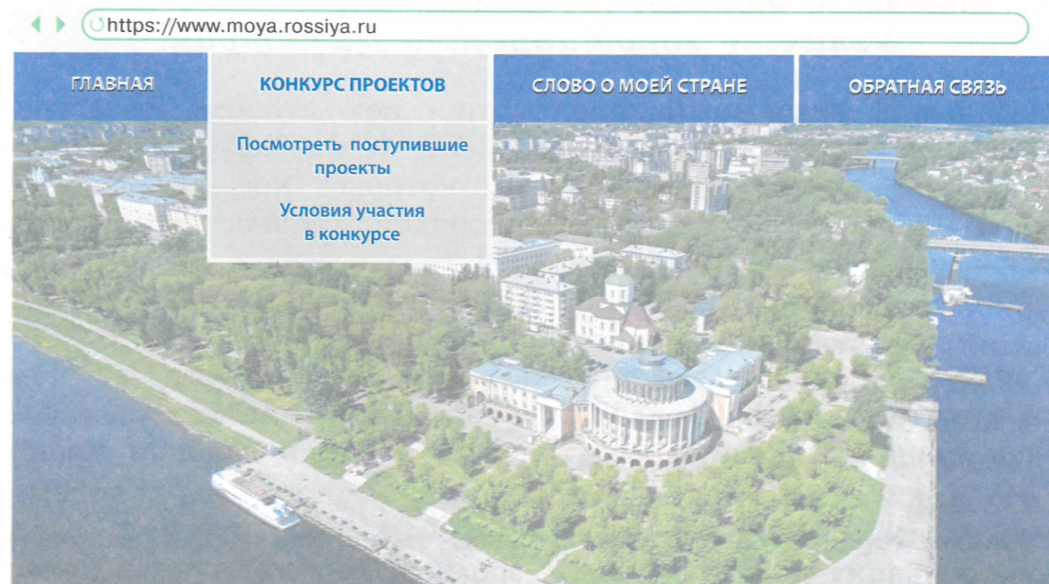 https://www.moya.rossiya.ru
ГЛАВНАЯ
КОНКУРС ПРОЕКТОВ
СЛОВО О МОЕЙ СТРАНЕ
ОБРАТНАЯ СВЯЗЬ
Посмотреть поступившие
проекты
Условия участия
в конкурсе